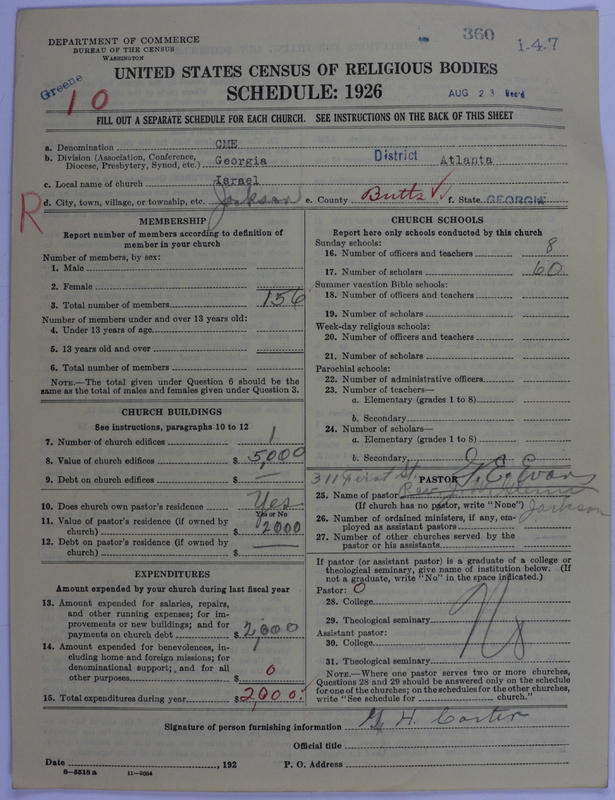 DEPARTMENT OF COMMERCE
BUREAU OF THE CENSUS
WASHINGTON
360
1-4-7
UNITED STATES CENSUS OF RELIGIOUS BODIES
Greene
10
SCHEDULE: 1926
AUG 23 Rec'd
FILL OUT A SEPARATE SCHEDULE FOR EACH CHURCH. SEE INSTRUCTIONS ON THE BACK OF THIS SHEET
a. Denomination CME
b. Division (Association, Conference, Diocese, Presbytery, Synod, etc.) Georgia District Atlanta
c. Local name of church Israel
R
d. City, town, village, or township, etc. Jackson e. County Butts ✓ f. State GEORGIA
MEMBERSHIP
Report number of members according to definition of
member in your church
Number of members, by sex:
1. Male
2. Female
3. Total number of members 156
Number of members under and over 13 years old:
4. Under 13 years of age
5. 13 years old and over
6. Total number of members
NOTE.—The total given under Question 6 should be the
same as the total of males and females given under Question 3.
CHURCH BUILDINGS
See instructions, paragraphs 10 to 12
7. Number of church edifices 1
8. Value of church edifices $ 5,000
9. Debt on church edifices $ —
10. Does church own pastor's residence Yes
Yes or No
11. Value of pastor's residence (if owned by
church) $ 2000
12. Debt on pastor's residence (if owned by
church) $ —
EXPENDITURES
Amount expended by church during last fiscal year
13. Amount expended for salaries, repairs,
and other running expenses; for im-
provements or new buildings; and for
payments on church debt $ 2,000
14. Amount expended for benevolences, in-
cluding home and foreign missions; for
denominational support; and for all
other purposes $ 0
15. Total expenditures during year $ 2,000
CHURCH SCHOOLS
Report here only schools conducted by this church
Sunday schools:
16. Number of officers and teachers 8
17. Number of scholars 60
Summer vacation Bible schools:
18. Number of officers and teachers
19. Number of scholars
Week-day religious schools:
20. Number of officers and teachers
21. Number of scholars
Parochial schools:
22. Number of administrative officers
23. Number of teachers—
a. Elementary (grades 1 to 8)
b. Secondary
24. Number of scholars—
a. Elementary (grades 1 to 8)
b. Secondary
311 First St. PASTOR
25. Name of pastor Rev
(If church has no pastor, write "None") Jackson
26. Number of ordained ministers, if any, em-
ployed as assistant pastors
27. Number of other churches served by the
pastor or his assistants
If pastor (or assistant pastor) is a graduate of a college or
theological seminary, give name of institution below. (If
not a graduate, write "No" in the space indicated.)
Pastor: 0
28. College
29. Theological seminary No
Assistant pastor:
30. College
31. Theological seminary
NOTE.—Where one pastor serves two or more churches,
Questions 28 and 29 should be answered only on the schedule
for one of the churches; on the schedules for the other churches,
write "See schedule for church."
Signature of person furnishing information H. Carter
Official title
Date , 192 P. O. Address
8-5518 a 11-9054